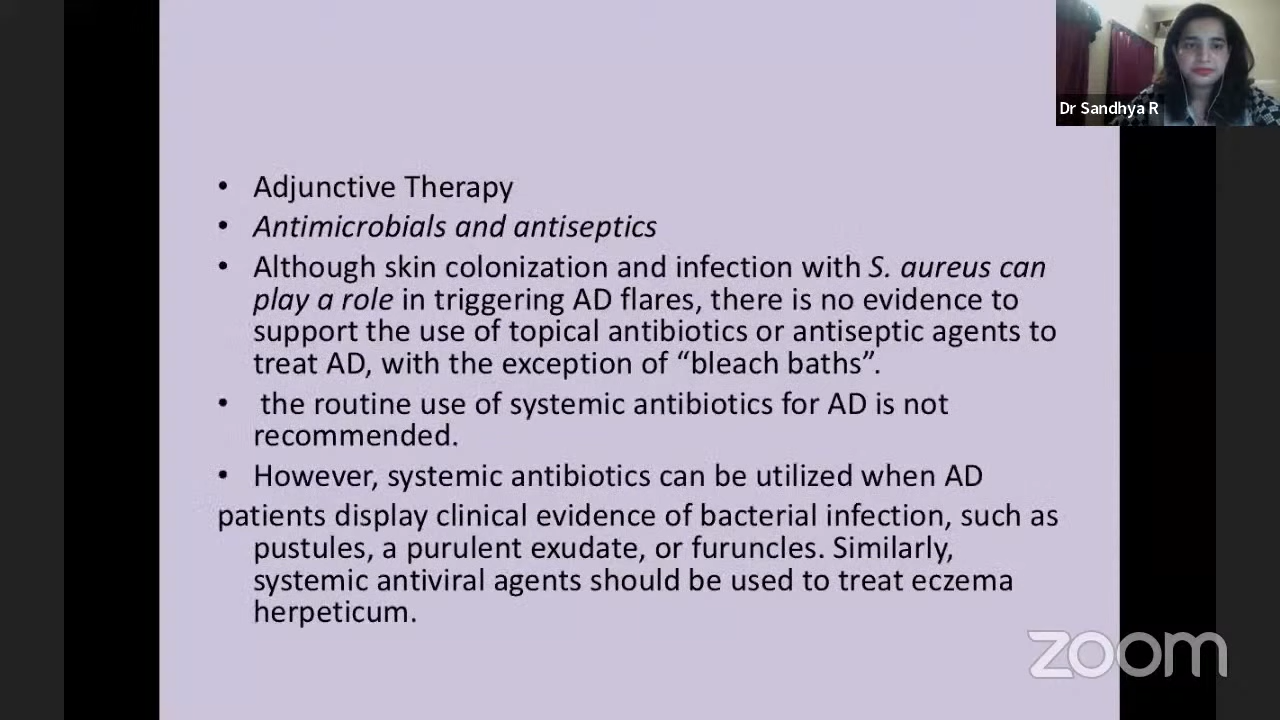 Dr Sandhya R
• Adjunctive Therapy
• Antimicrobials and antiseptics
• Although skin colonization and infection with S. aureus can
play a role in triggering AD flares, there is no evidence to
support the use of topical antibiotics or antiseptic agents to
treat AD, with the exception of “bleach baths”.
• the routine use of systemic antibiotics for AD is not
recommended.
• However, systemic antibiotics can be utilized when AD
patients display clinical evidence of bacterial infection, such as
pustules, a purulent exudate, or furuncles. Similarly,
systemic antiviral agents should be used to treat eczema
herpeticum.
zoom